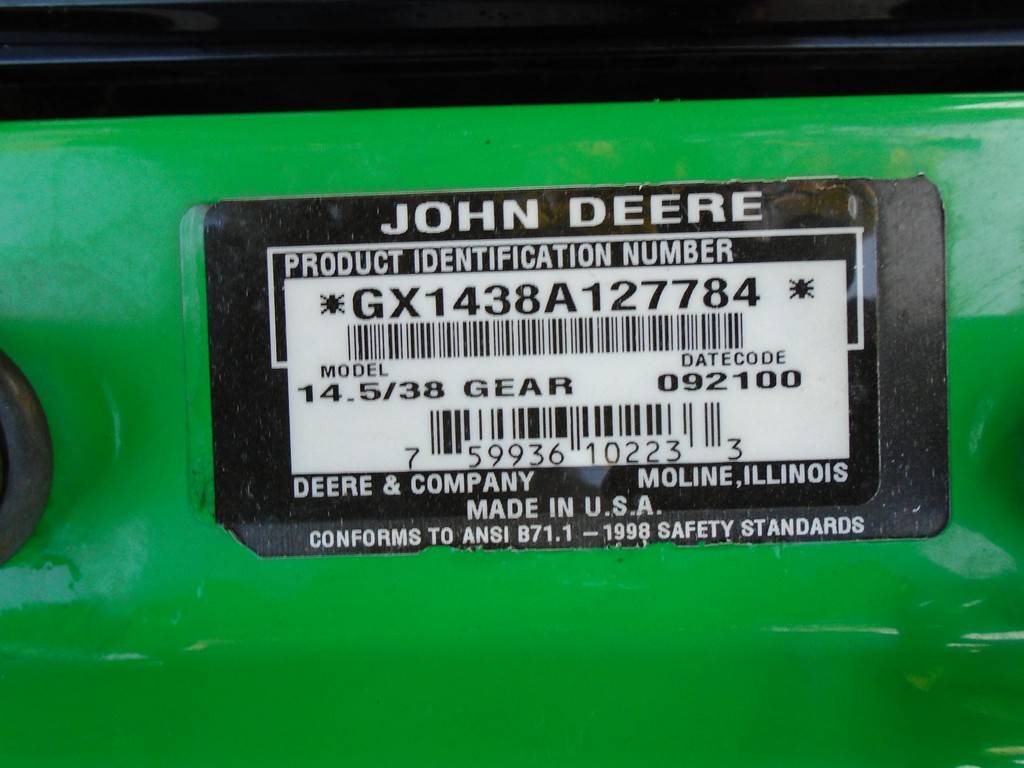 JOHN DEERE
PRODUCT IDENTIFICATION NUMBER
*GX1438A127784 *
MODEL DATECODE
14.5/38 GEAR 092100
7 59936 10223 3
DEERE & COMPANY MOLINE,ILLINOIS
MADE IN U.S.A.
CONFORMS TO ANSI B71.1 – 1998 SAFETY STANDARDS